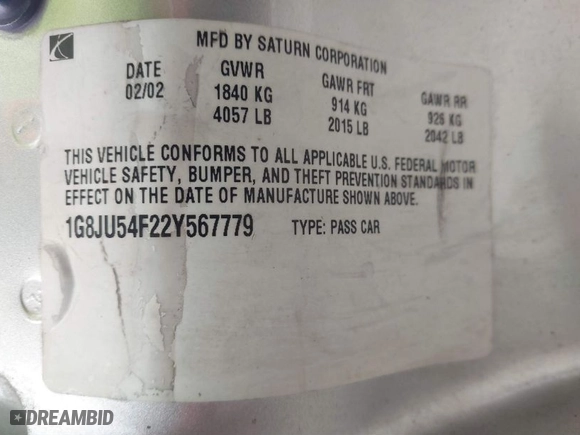 MFD BY SATURN CORPORATION
DATE GVWR GAWR FRT GAWR RR
02/02 1840 KG 914 KG 926 KG
4057 LB 2015 LB 2042 LB
THIS VEHICLE CONFORMS TO ALL APPLICABLE U.S. FEDERAL MOTOR
VEHICLE SAFETY, BUMPER, AND THEFT PREVENTION STANDARDS IN
EFFECT ON THE DATE OF MANUFACTURE SHOWN ABOVE.
1G8JU54F22Y567779 TYPE: PASS CAR
DREAMBID